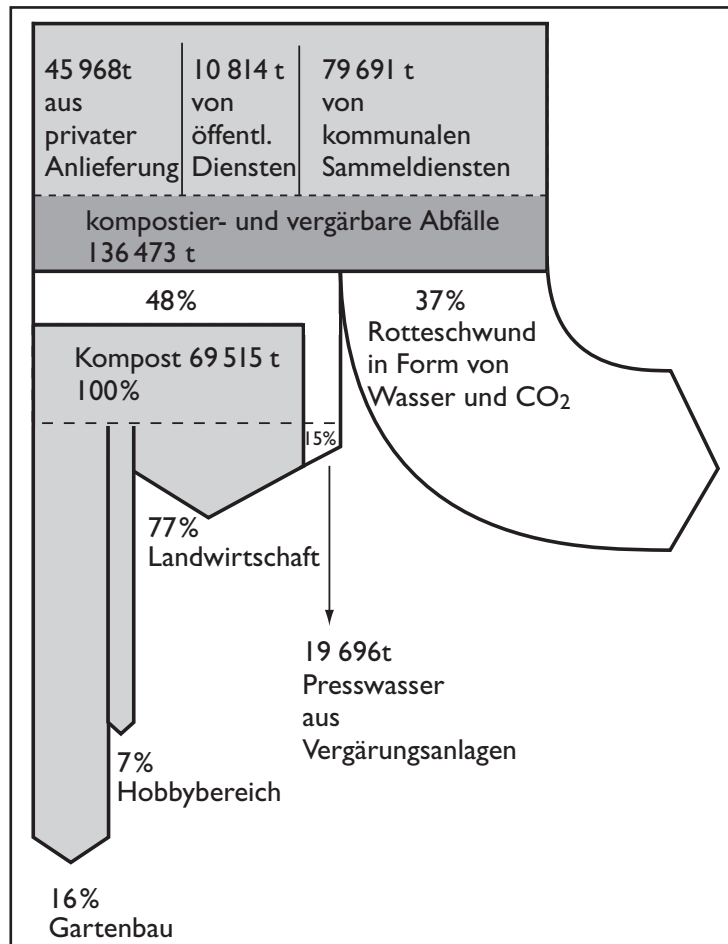 45 968t
aus
privater
Anlieferung
10 814 t
von
öffentl.
Diensten
79 691 t
von
kommunalen
Sammeldiensten
kompostier- und vergärbare Abfälle
136 473 t
48%
37%
Rotteschwund
in Form von
Wasser und CO2
Kompost 69 515 t
100%
15%
77%
Landwirtschaft
19 696t
Presswasser
aus
Vergärungsanlagen
7%
Hobbybereich
16%
Gartenbau